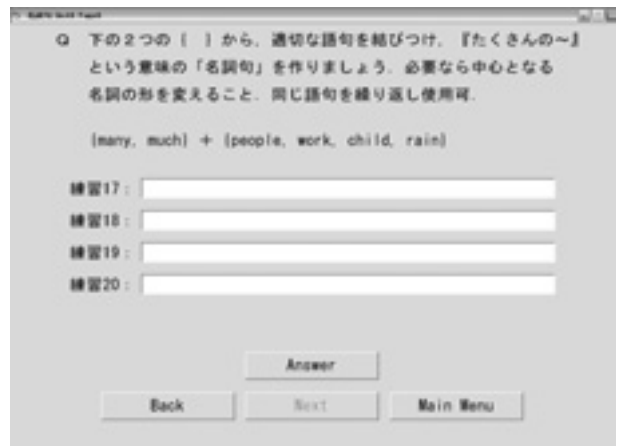 Q 下の２つの｛　｝から，適切な語句を結びつけ，『たくさんの～』
という意味の「名詞句」を作りましょう．必要なら中心となる
名詞の形を変えること．同じ語句を繰り返し使用可．
{many, much} + {people, work, child, rain}
練習17：
練習18：
練習19：
練習20：
Answer
Back Next Main Menu